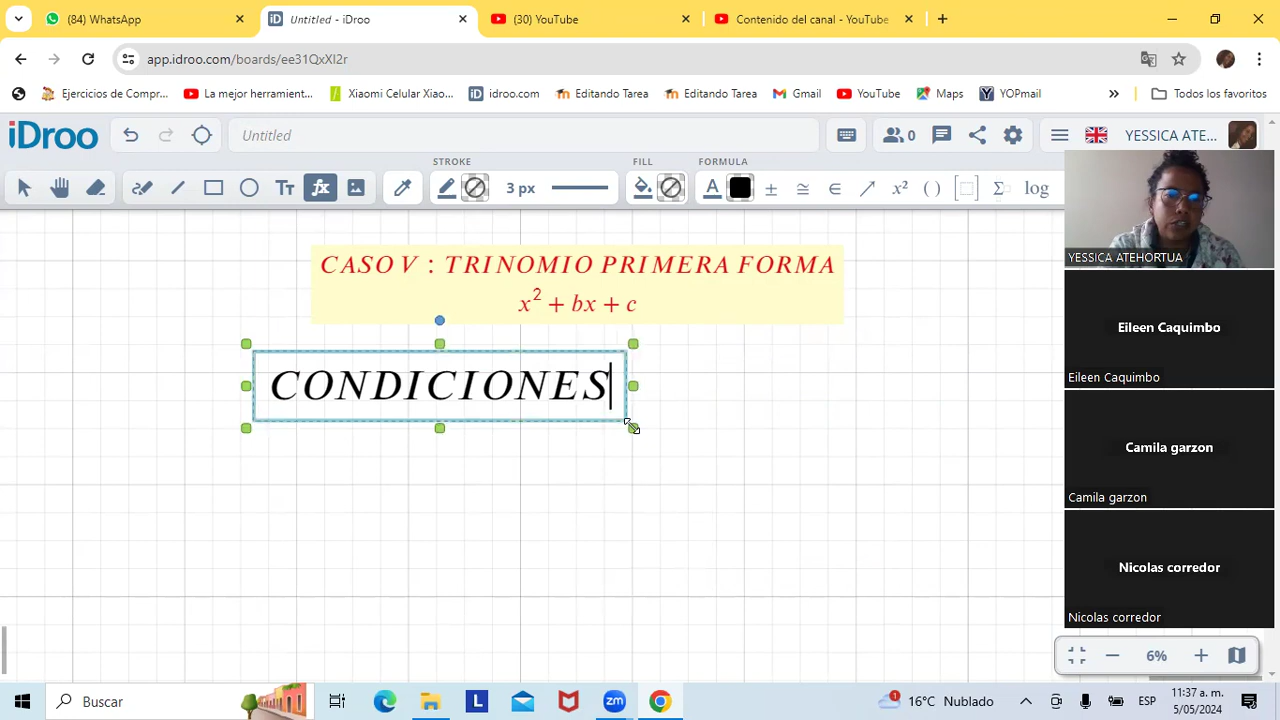 (84) WhatsApp
Untitled - iDroo
(30) YouTube
Contenido del canal - YouTube
app.idroo.com/boards/ee31QxXI2r
Ejercicios de Compr...
La mejor herramient...
Xiaomi Celular Xiao...
idroo.com
Editando Tarea
Editando Tarea
Gmail
YouTube
Maps
YOPmail
Todos los favoritos
iDroo
Untitled
0
YESSICA ATE...
STROKE
FILL
FORMULA
3 px
log
CASO V : TRINOMIO PRIMERA FORMA
x² + bx + c
CONDICIONES
YESSICA ATEHORTUA
Eileen Caquimbo
Eileen Caquimbo
Camila garzon
Camila garzon
Nicolas corredor
Nicolas corredor
6%
Buscar
16°C Nublado
ESP
11:37 a. m.
5/05/2024